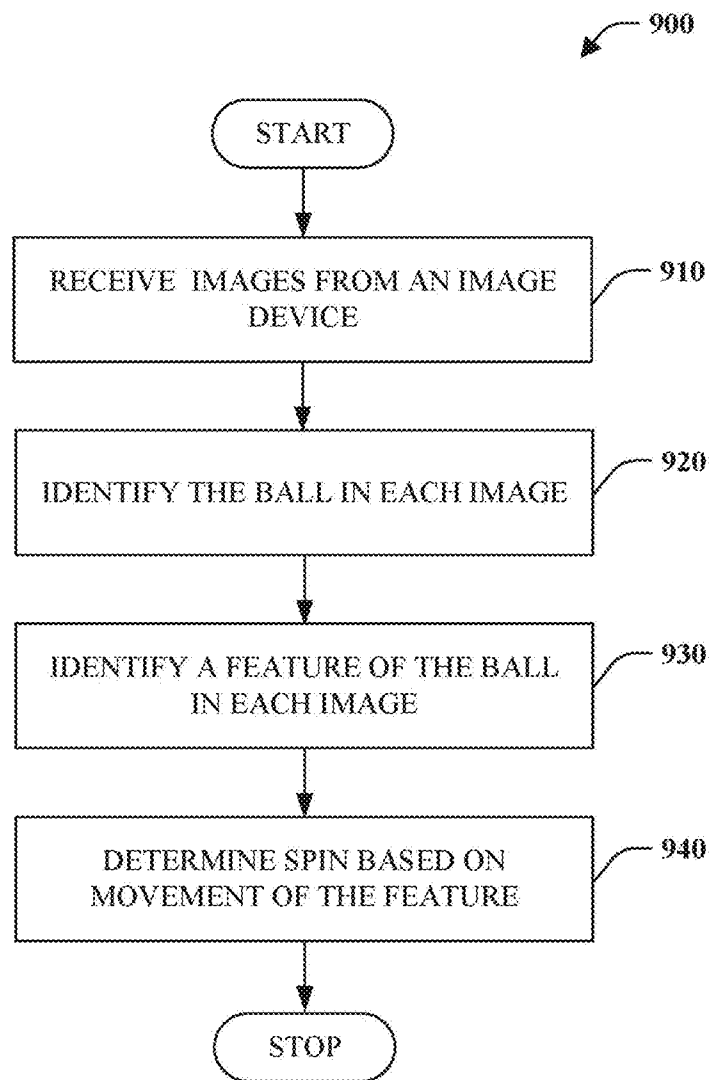 900
START
RECEIVE IMAGES FROM AN IMAGE
DEVICE
910
IDENTIFY THE BALL IN EACH IMAGE
920
IDENTIFY A FEATURE OF THE BALL
IN EACH IMAGE
930
DETERMINE SPIN BASED ON
MOVEMENT OF THE FEATURE
940
STOP